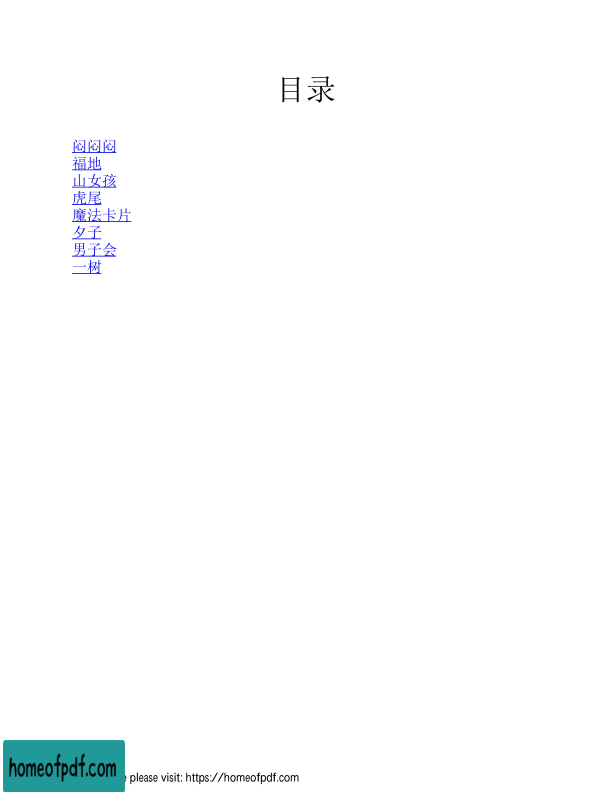 目录
闷闷闷
福地
山女孩
虎尾
魔法卡片
夕子
男子会
一树
homeofpdf.com
please visit: https://homeofpdf.com